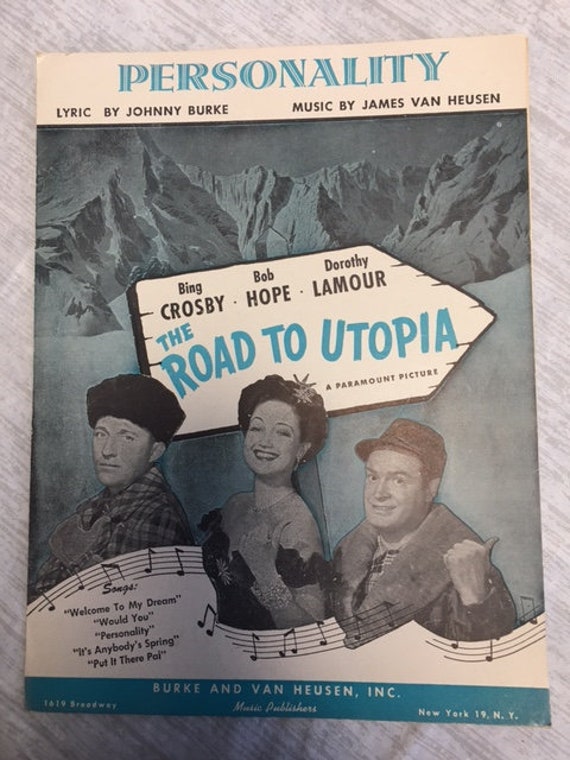 PERSONALITY
LYRIC BY JOHNNY BURKE MUSIC BY JAMES VAN HEUSEN
Bing CROSBY · Bob HOPE · Dorothy LAMOUR
THE ROAD TO UTOPIA
A PARAMOUNT PICTURE
Songs:
"Welcome To My Dream"
"Would You"
"Personality"
"It's Anybody's Spring"
"Put It There Pal"
BURKE AND VAN HEUSEN, INC.
1619 Broadway Music Publishers New York 19, N. Y.